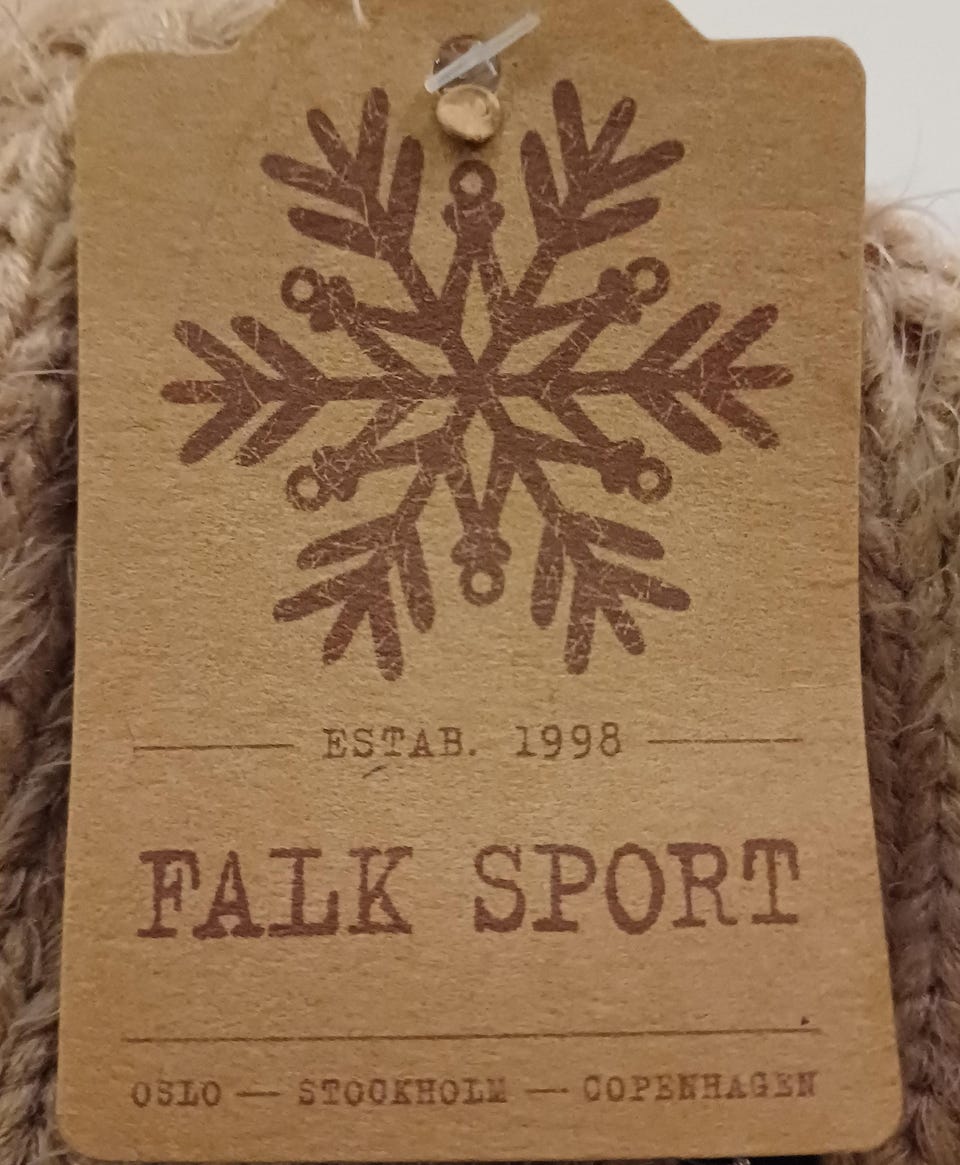 ESTAB. 1998
FALK SPORT
OSLO — STOCKHOLM — COPENHAGEN